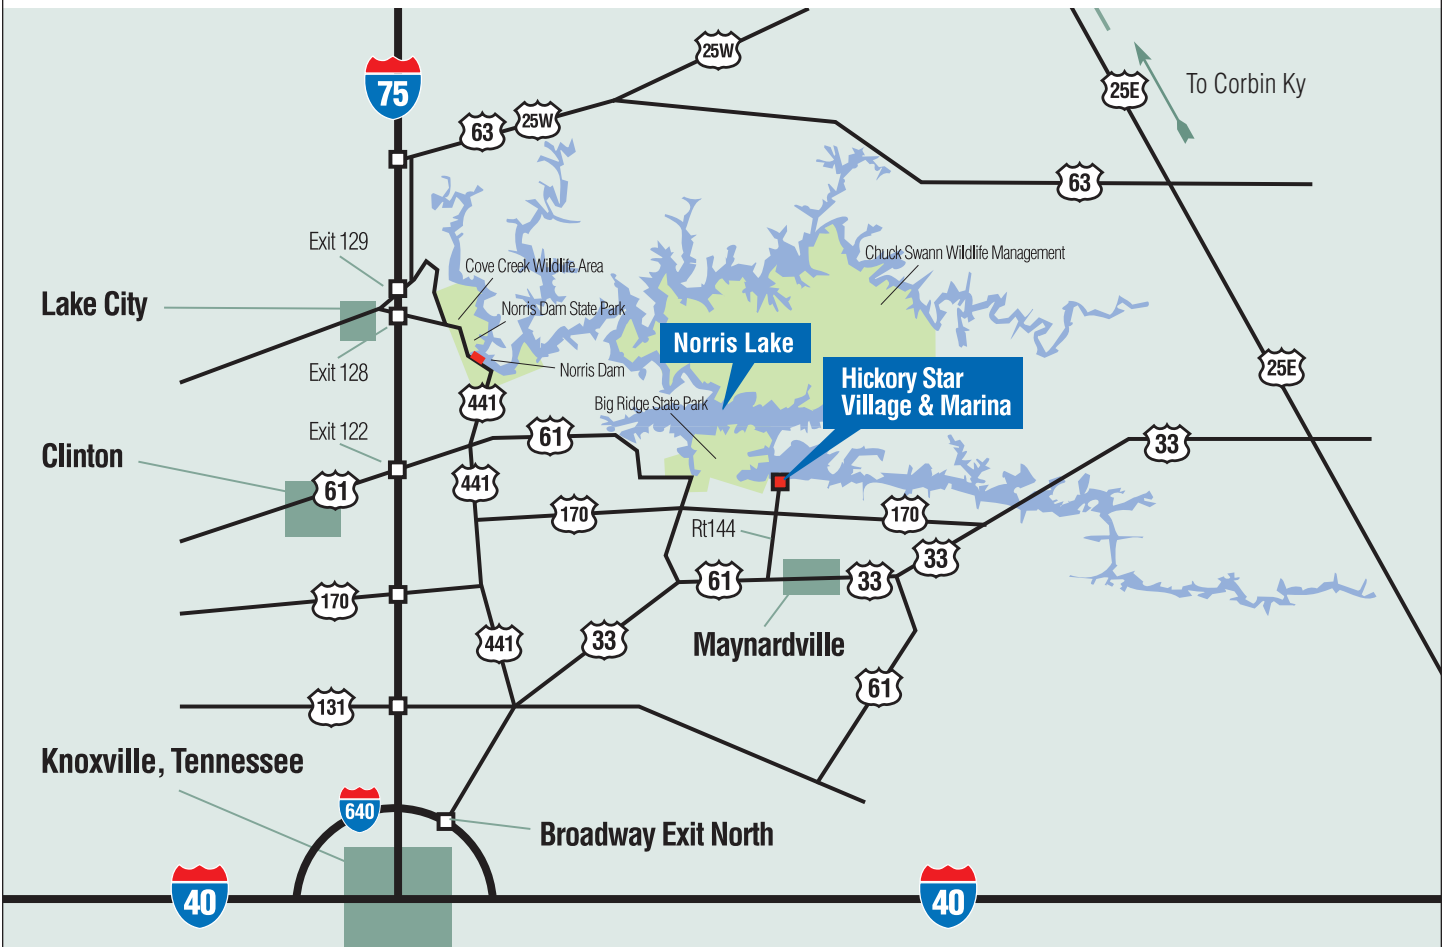 25W
75
25E
To Corbin Ky
63
25W
63
Exit 129
Cove Creek Wildlife Area
Chuck Swann Wildlife Management
Lake City
Norris Dam State Park
Norris Lake
Exit 128
Norris Dam
25E
Hickory Star
Village & Marina
441
Big Ridge State Park
Exit 122
61
33
Clinton
61
441
170
170
Rt144
33
61
33
170
441
33
Maynardville
61
131
Knoxville, Tennessee
640
Broadway Exit North
40
40